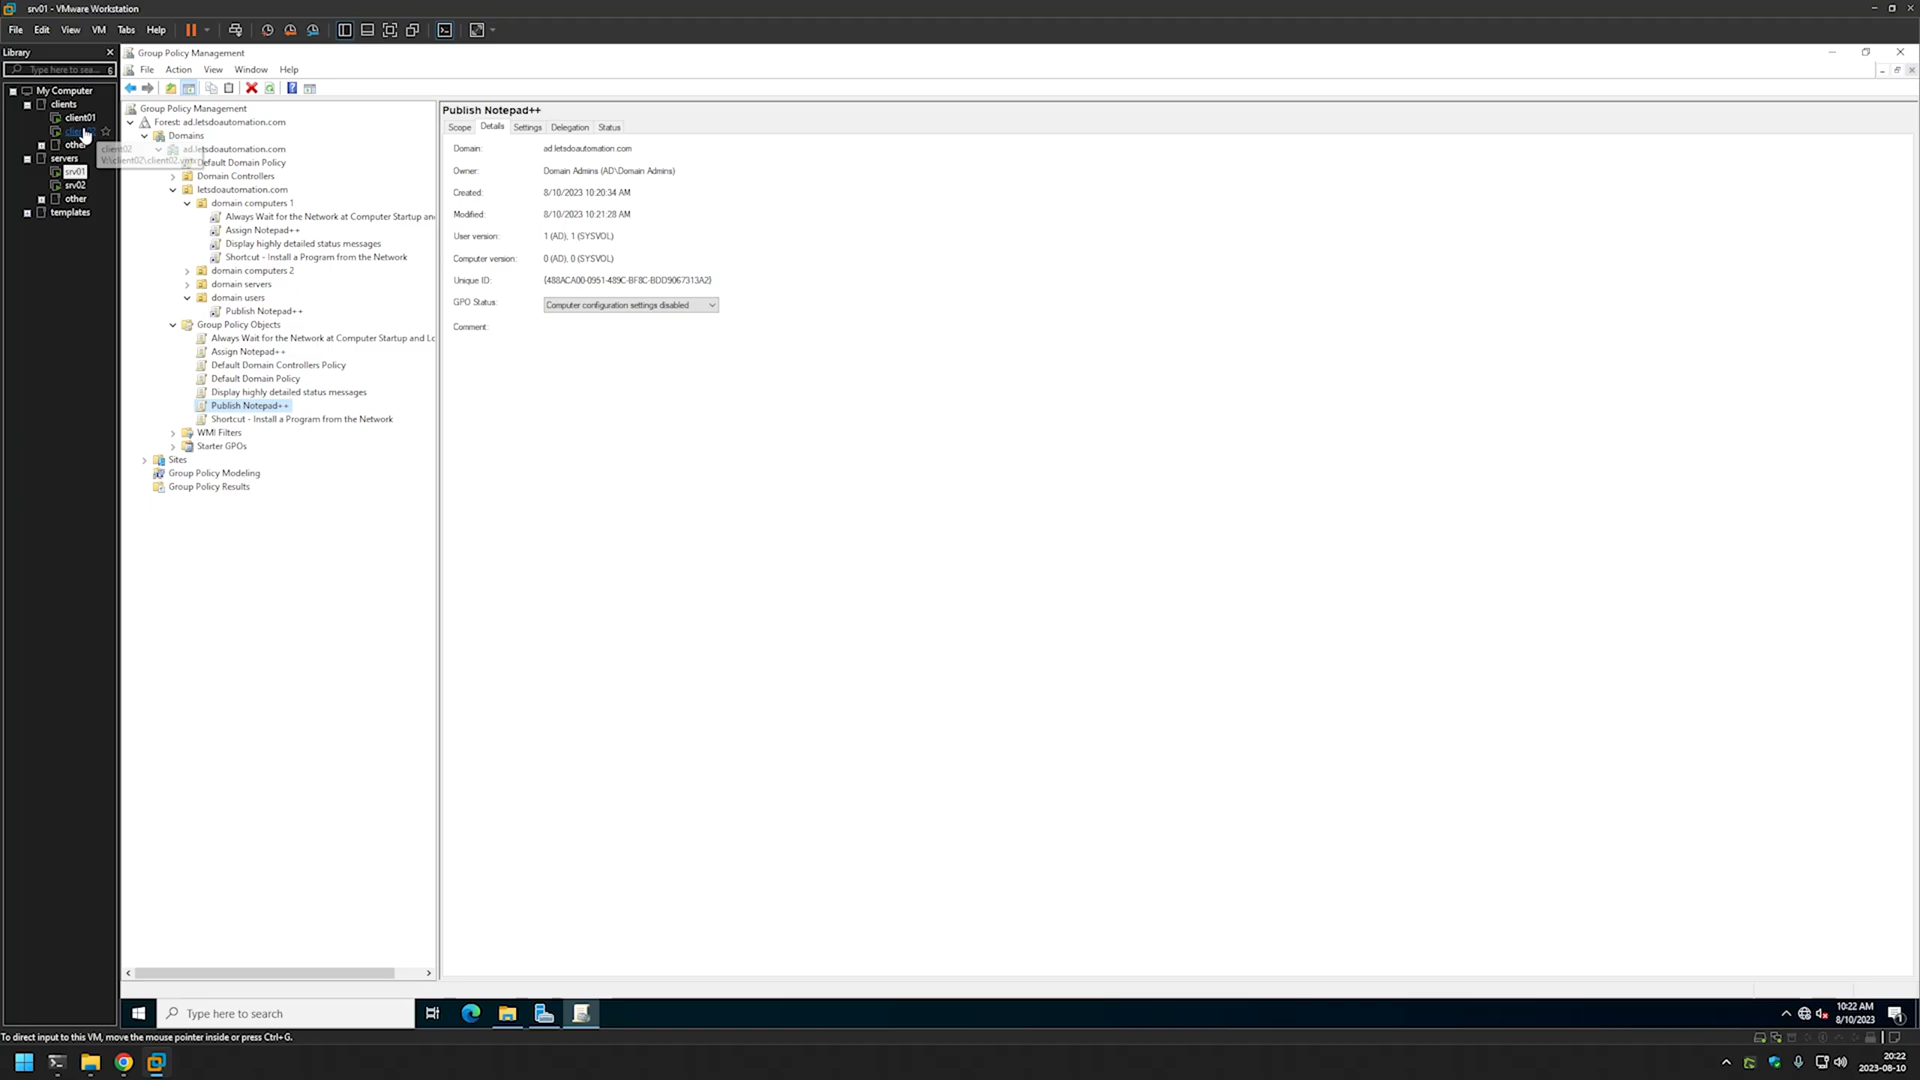 srv01 - VMware Workstation
File Edit View VM Tabs Help
Library
Type here to sea...
My Computer
clients
client01
client02
other
servers
srv01
srv02
other
templates
client02
V:\client02\client02.vmx
Group Policy Management
File Action View Window Help
Group Policy Management
Forest: ad.letsdoautomation.com
Domains
ad.letsdoautomation.com
Default Domain Policy
Domain Controllers
letsdoautomation.com
domain computers 1
Always Wait for the Network at Computer Startup and
Assign Notepad++
Display highly detailed status messages
Shortcut - Install a Program from the Network
domain computers 2
domain servers
domain users
Publish Notepad++
Group Policy Objects
Always Wait for the Network at Computer Startup and Lo
Assign Notepad++
Default Domain Controllers Policy
Default Domain Policy
Display highly detailed status messages
Publish Notepad++
Shortcut - Install a Program from the Network
WMI Filters
Starter GPOs
Sites
Group Policy Modeling
Group Policy Results
Publish Notepad++
Scope Details Settings Delegation Status
Domain: ad.letsdoautomation.com
Owner: Domain Admins (AD\Domain Admins)
Created: 8/10/2023 10:20:34 AM
Modified: 8/10/2023 10:21:28 AM
User version: 1 (AD), 1 (SYSVOL)
Computer version: 0 (AD), 0 (SYSVOL)
Unique ID: {488ACA00-0951-489C-BF8C-BDD9067313A2}
GPO Status: Computer configuration settings disabled
Comment:
Type here to search
10:22 AM
8/10/2023
To direct input to this VM, move the mouse pointer inside or press Ctrl+G.
20:22
2023-08-10